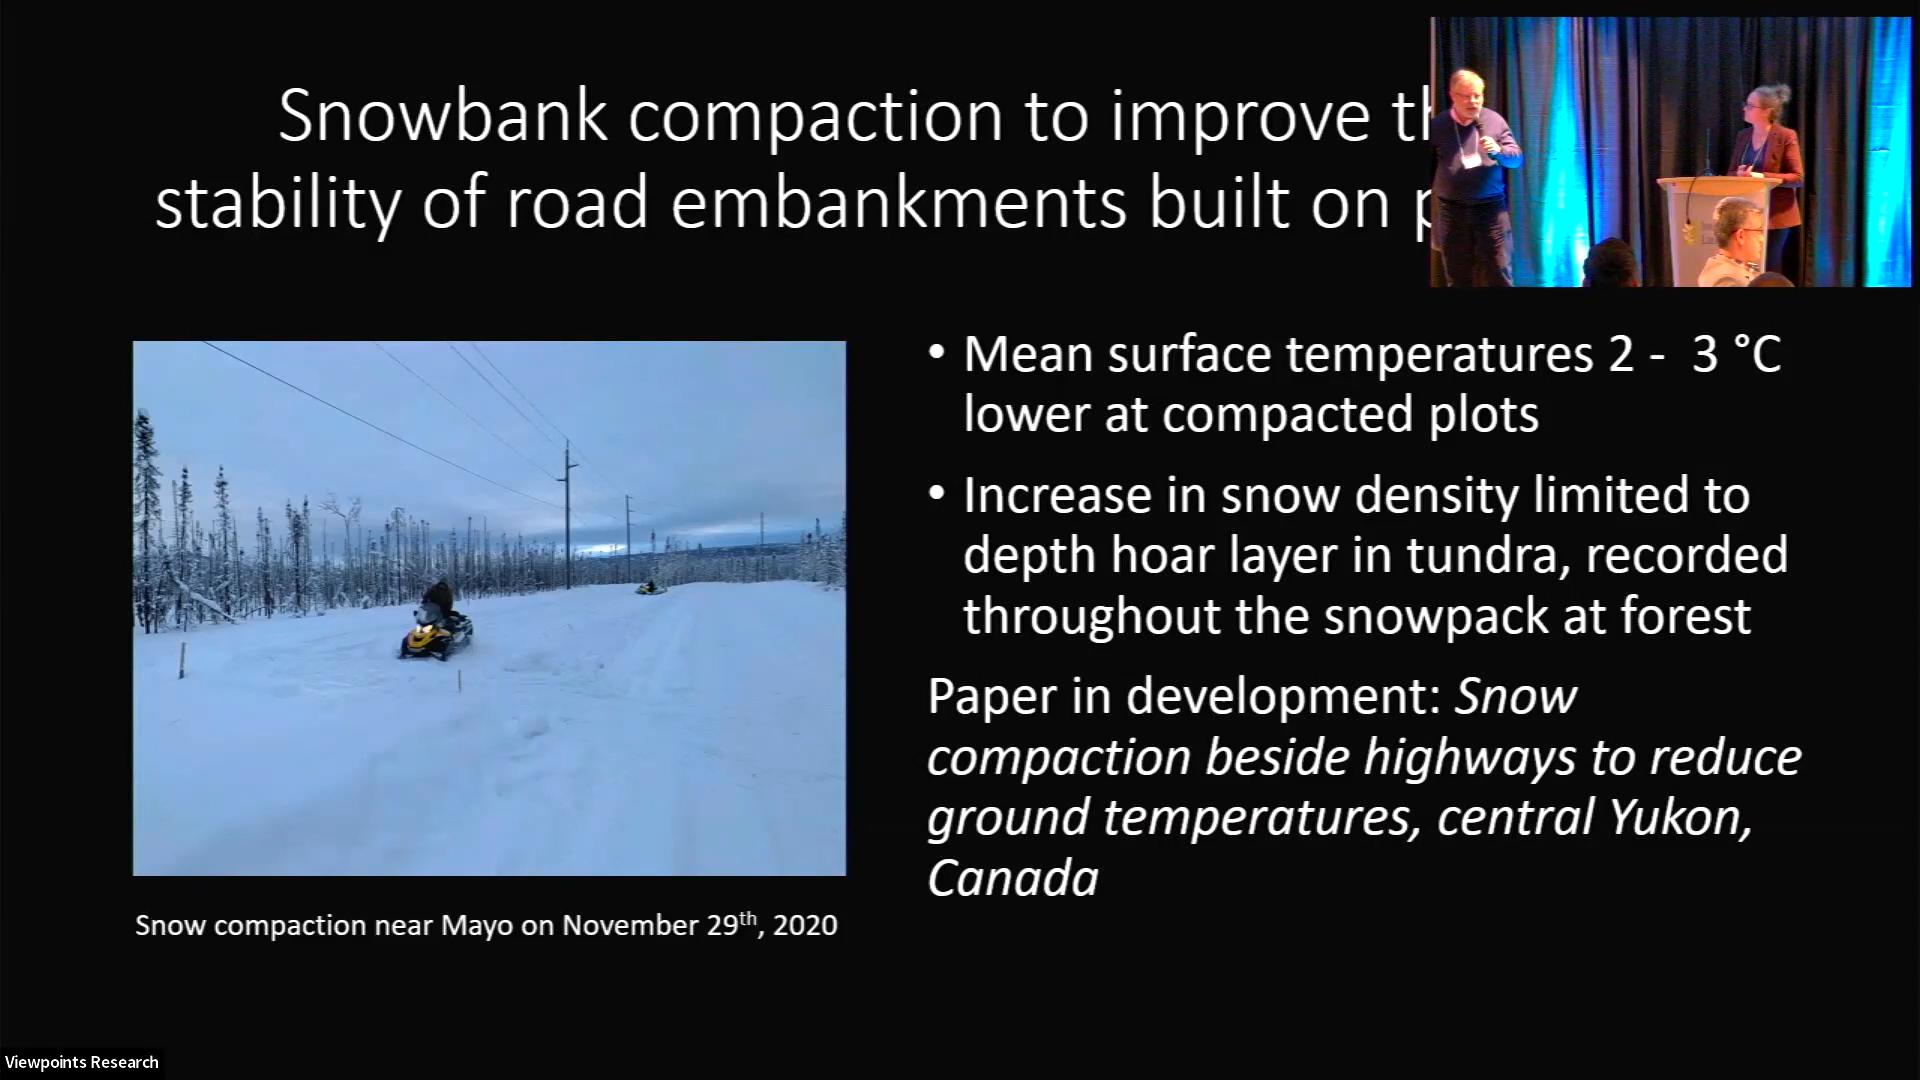 Snowbank compaction to improve
stability of road embankments built on
Mean surface temperatures 2 - 3 °C
lower at compacted plots
Increase in snow density limited to
depth hoar layer in tundra, recorded
throughout the snowpack at forest
Paper in development: Snow
compaction beside highways to reduce
ground temperatures, central Yukon,
Canada
Snow compaction near Mayo on November 29th, 2020
Viewpoints Research